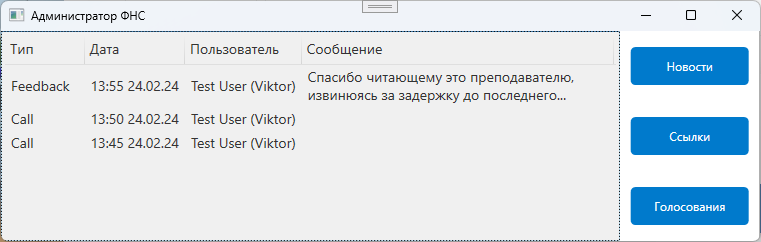 Администратор ФНС
Тип Дата Пользователь Сообщение
Feedback 13:55 24.02.24 Test User (Viktor) Спасибо читающему это преподавателю,
извинюясь за задержку до последнего...
Call 13:50 24.02.24 Test User (Viktor)
Call 13:45 24.02.24 Test User (Viktor)
Новости
Ссылки
Голосования